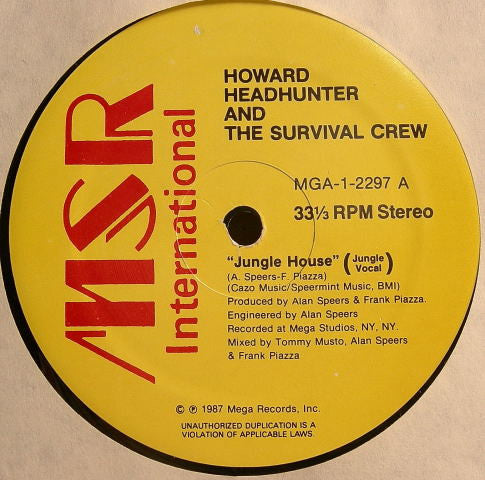 MSR
International
HOWARD
HEADHUNTER
AND
THE SURVIVAL CREW
MGA-1-2297 A
33⅓ RPM Stereo
"Jungle House" (Jungle Vocal)
(A. Speers-F. Piazza)
(Cazo Music/Speermint Music, BMI)
Produced by Alan Speers & Frank Piazza.
Engineered by Alan Speers
Recorded at Mega Studios, NY, NY.
Mixed by Tommy Musto, Alan Speers
& Frank Piazza
© ℗ 1987 Mega Records, Inc.
UNAUTHORIZED DUPLICATION IS A
VIOLATION OF APPLICABLE LAWS.